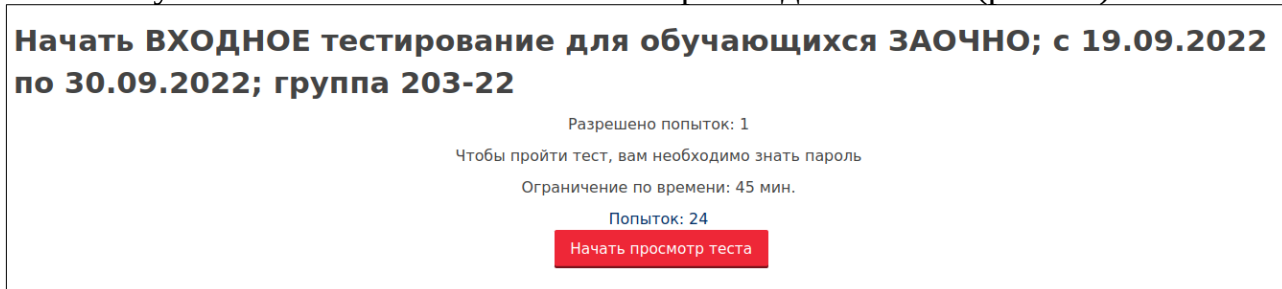 Начать ВХОДНОЕ тестирование для обучающихся ЗАОЧНО; с 19.09.2022
по 30.09.2022; группа 203-22
Разрешено попыток: 1
Чтобы пройти тест, вам необходимо знать пароль
Ограничение по времени: 45 мин.
Попыток: 24
Начать просмотр теста